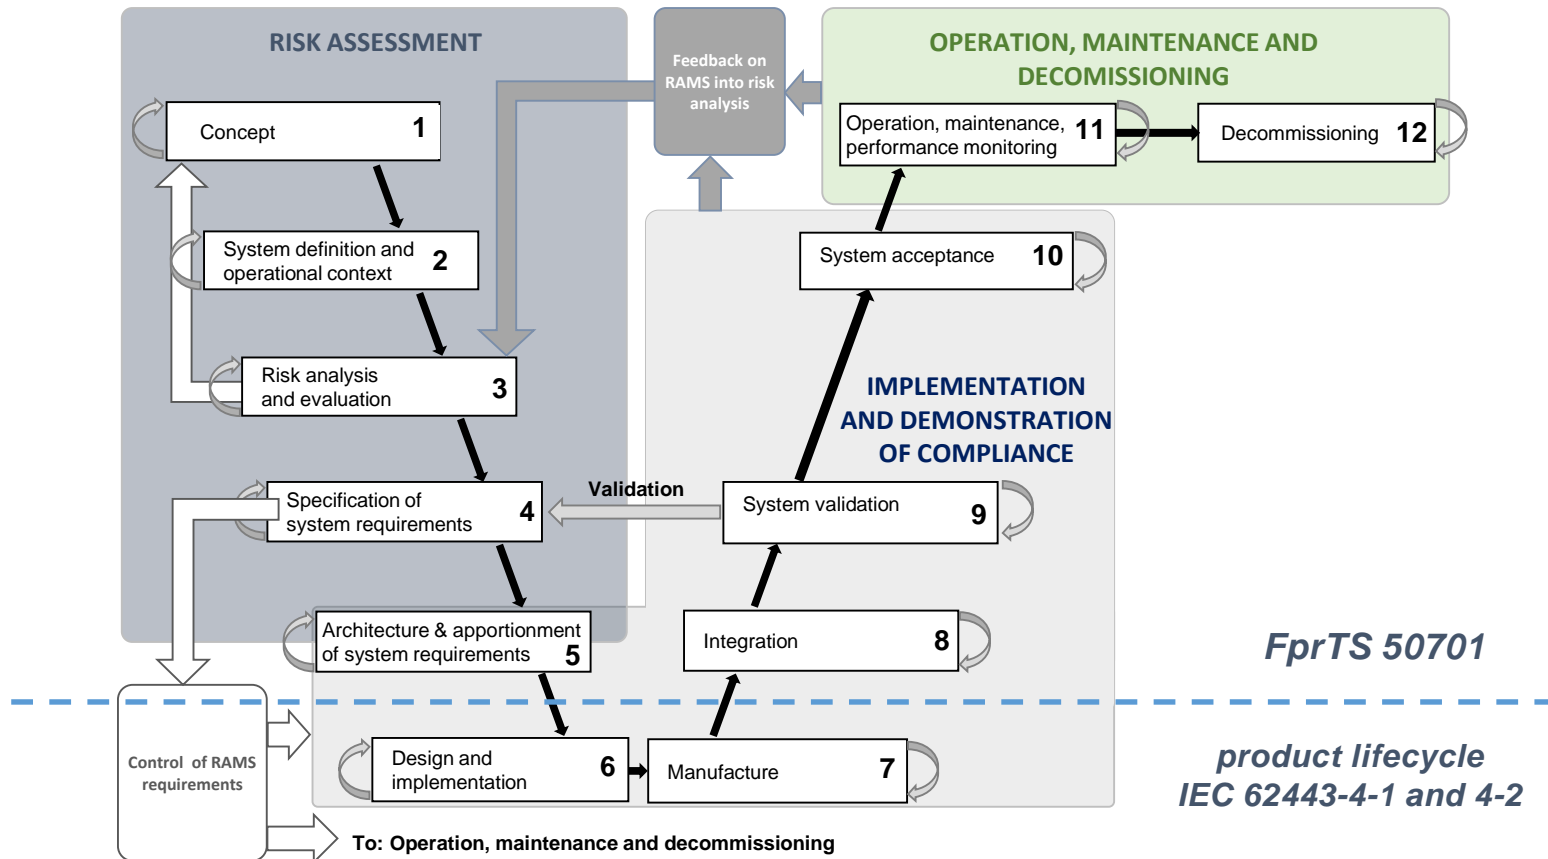 RISK ASSESSMENT
Feedback on
RAMS into risk
analysis
OPERATION, MAINTENANCE AND
DECOMISSIONING
Concept 1
Operation, maintenance, 11
performance monitoring
Decommissioning 12
System definition and
operational context 2
System acceptance 10
Risk analysis
and evaluation 3
IMPLEMENTATION
AND DEMONSTRATION
OF COMPLIANCE
Specification of
system requirements 4
Validation
System validation 9
Architecture & apportionment
of system requirements 5
Integration 8
FprTS 50701
Control of RAMS
requirements
Design and
implementation 6
Manufacture 7
product lifecycle
IEC 62443-4-1 and 4-2
To: Operation, maintenance and decommissioning